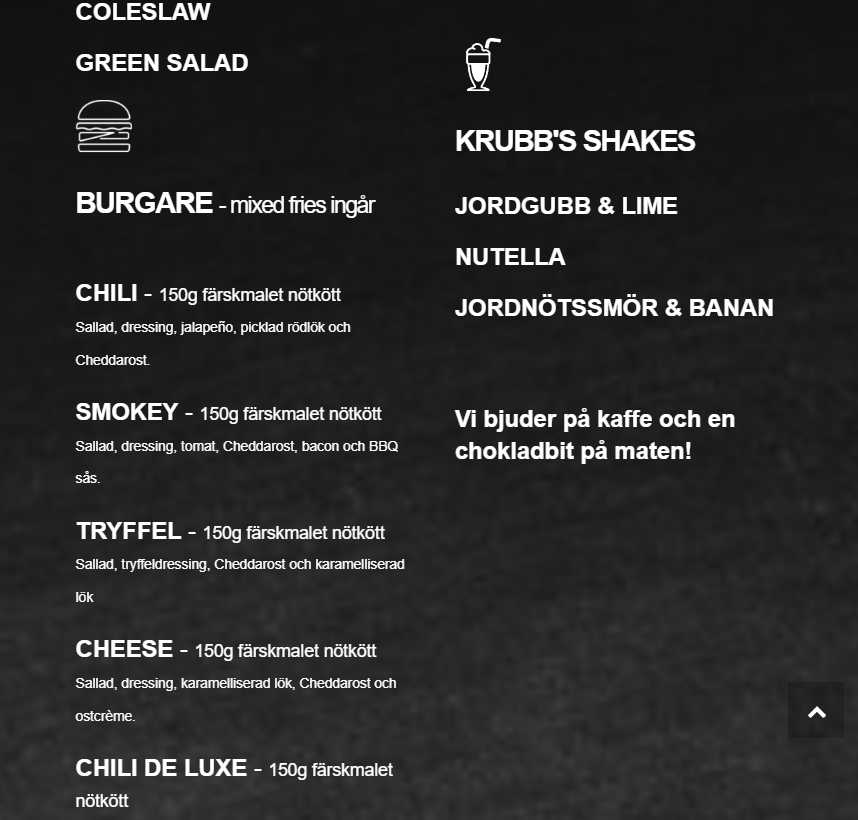 COLESLAW
GREEN SALAD
BURGARE - mixed fries ingår
CHILI - 150g färskmalet nötkött
Sallad, dressing, jalapeño, picklad rödlök och
Cheddarost.
SMOKEY - 150g färskmalet nötkött
Sallad, dressing, tomat, Cheddarost, bacon och BBQ
sås.
TRYFFEL - 150g färskmalet nötkött
Sallad, tryffeldressing, Cheddarost och karamelliserad
lök
CHEESE - 150g färskmalet nötkött
Sallad, dressing, karamelliserad lök, Cheddarost och
ostcrème.
CHILI DE LUXE - 150g färskmalet
nötkött
KRUBB'S SHAKES
JORDGUBB & LIME
NUTELLA
JORDNÖTSSMÖR & BANAN
Vi bjuder på kaffe och en
chokladbit på maten!